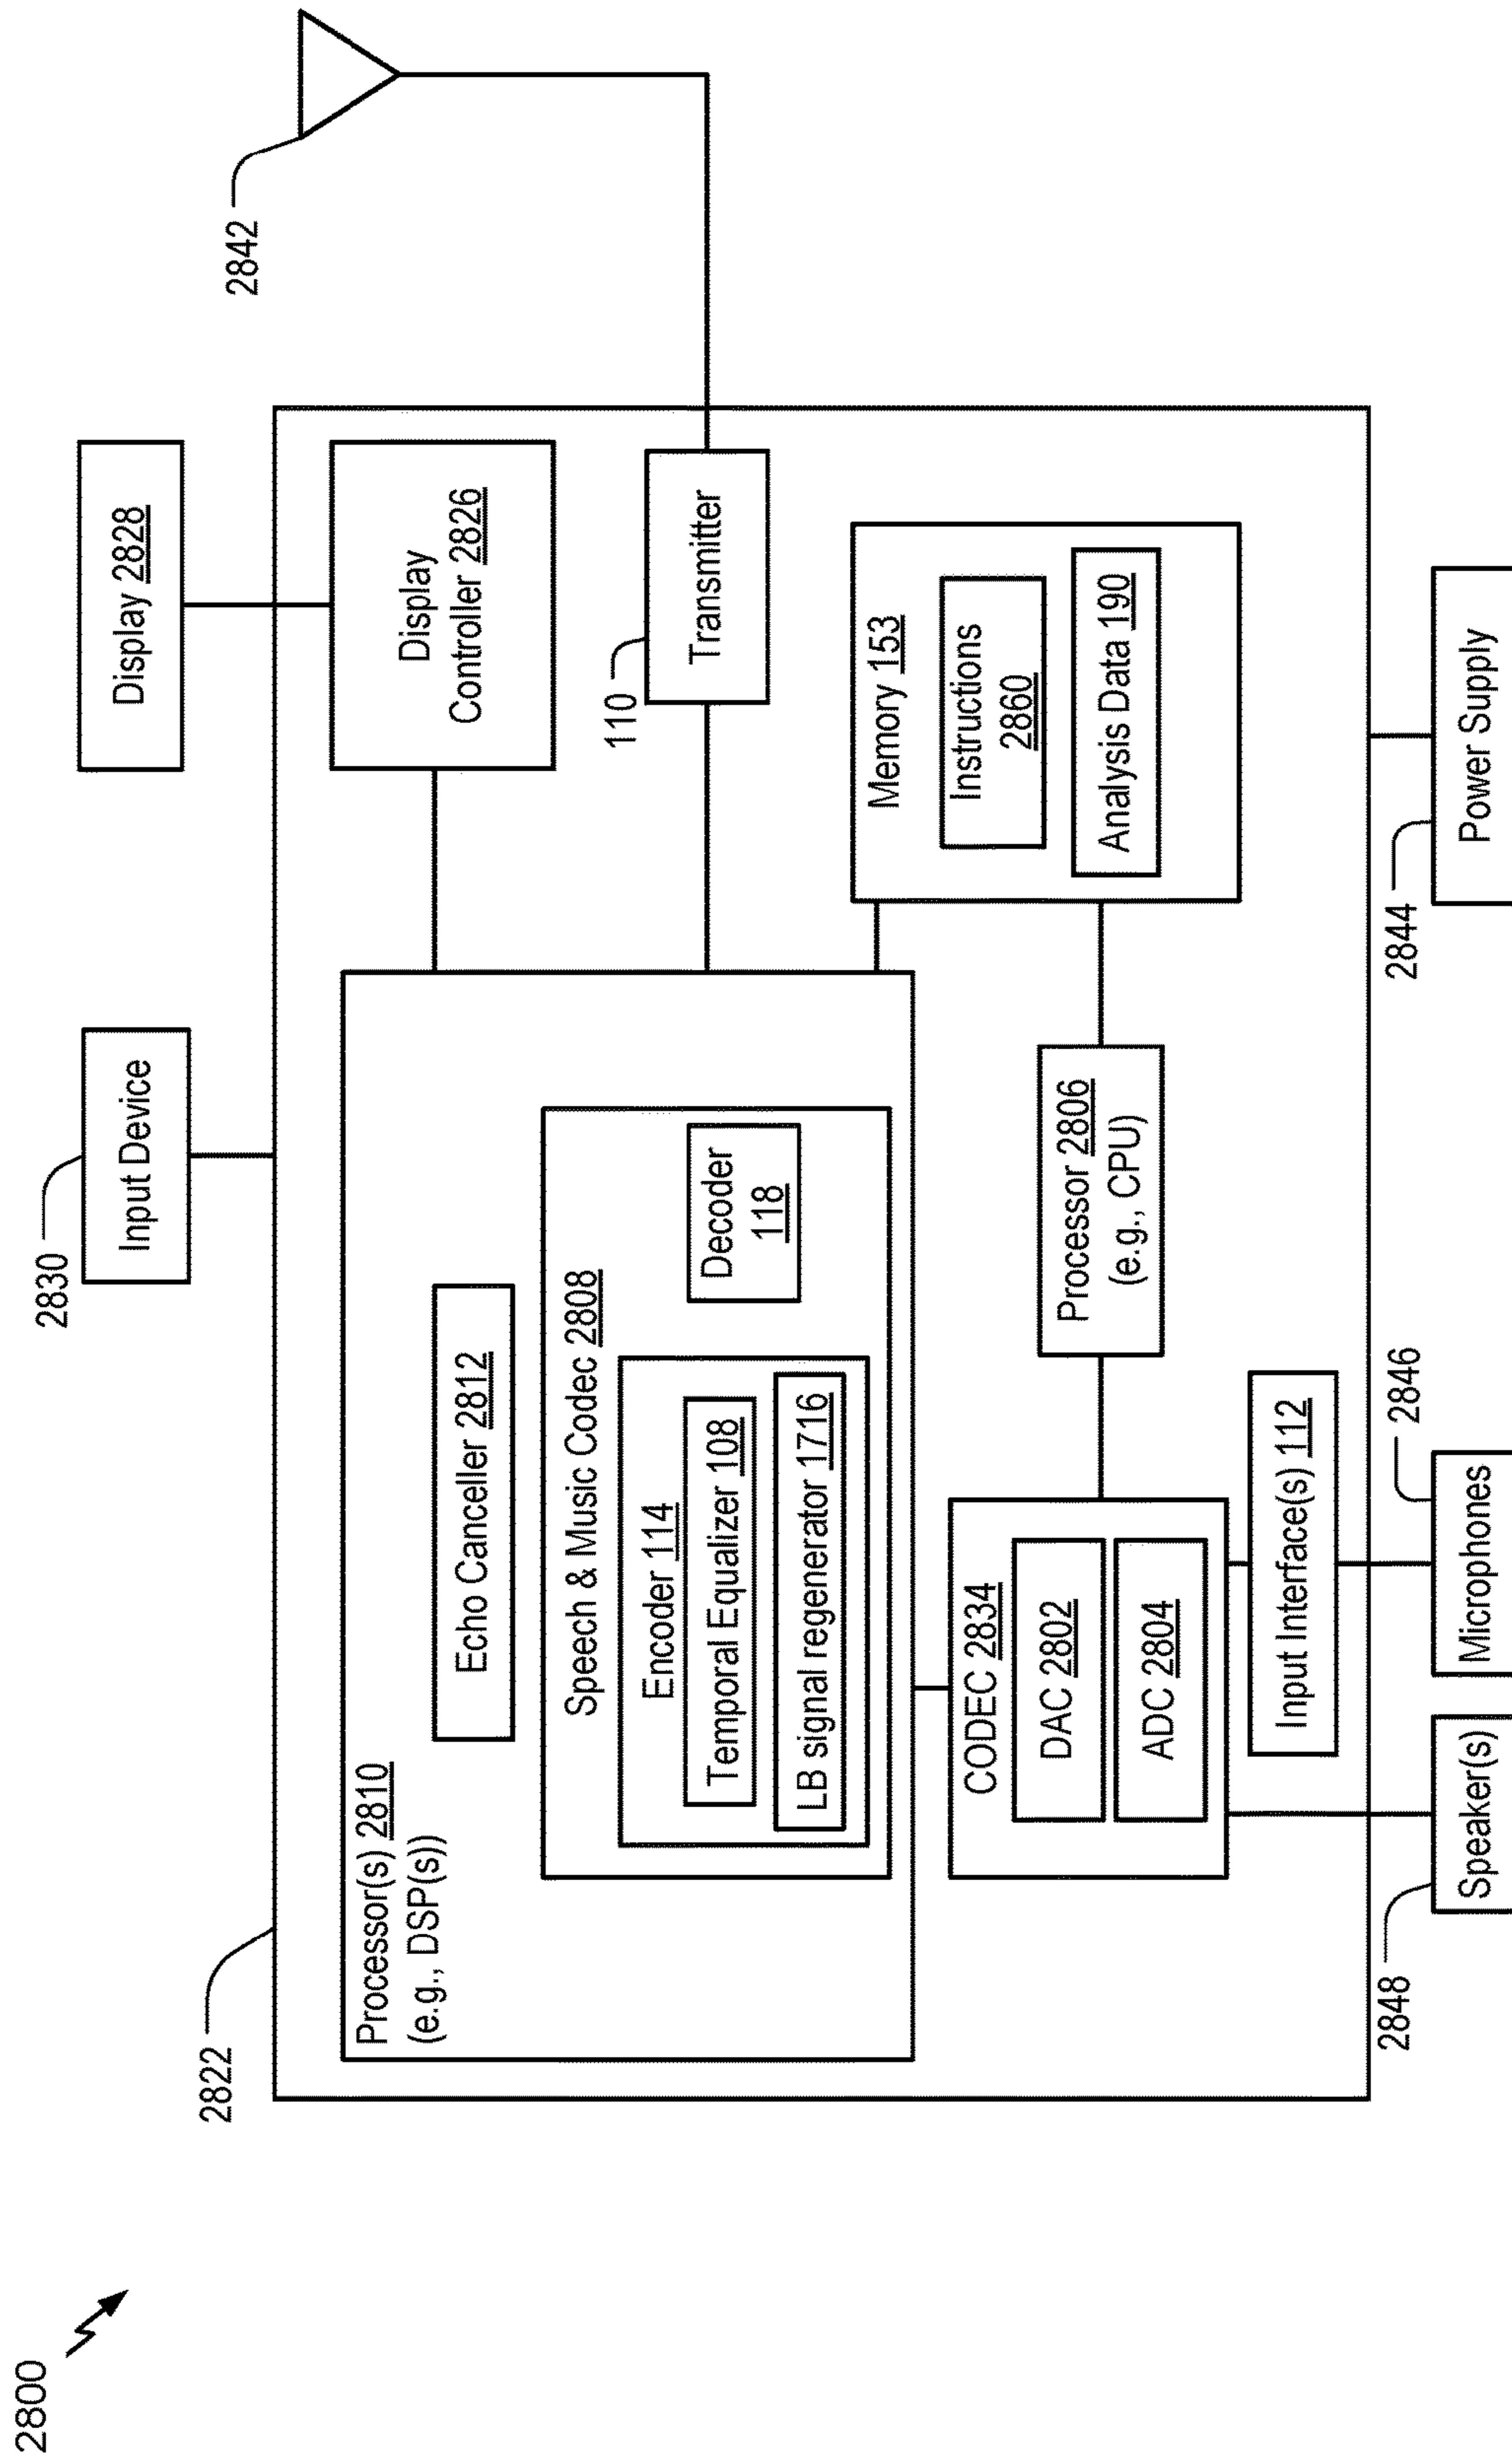 2800
2822
2830
Input Device
Display 2828
2842
Processor(s) 2810
(e.g., DSP(s))
Echo Canceller 2812
Speech & Music Codec 2808
Encoder 114
Temporal Equalizer 108
LB signal regenerator 1716
Decoder
118
Display
Controller 2826
110
Transmitter
Memory 153
Instructions
2860
Analysis Data 190
CODEC 2834
DAC 2802
ADC 2804
Processor 2806
(e.g., CPU)
Input Interface(s) 112
2848
Speaker(s)
2846
Microphones
2844
Power Supply